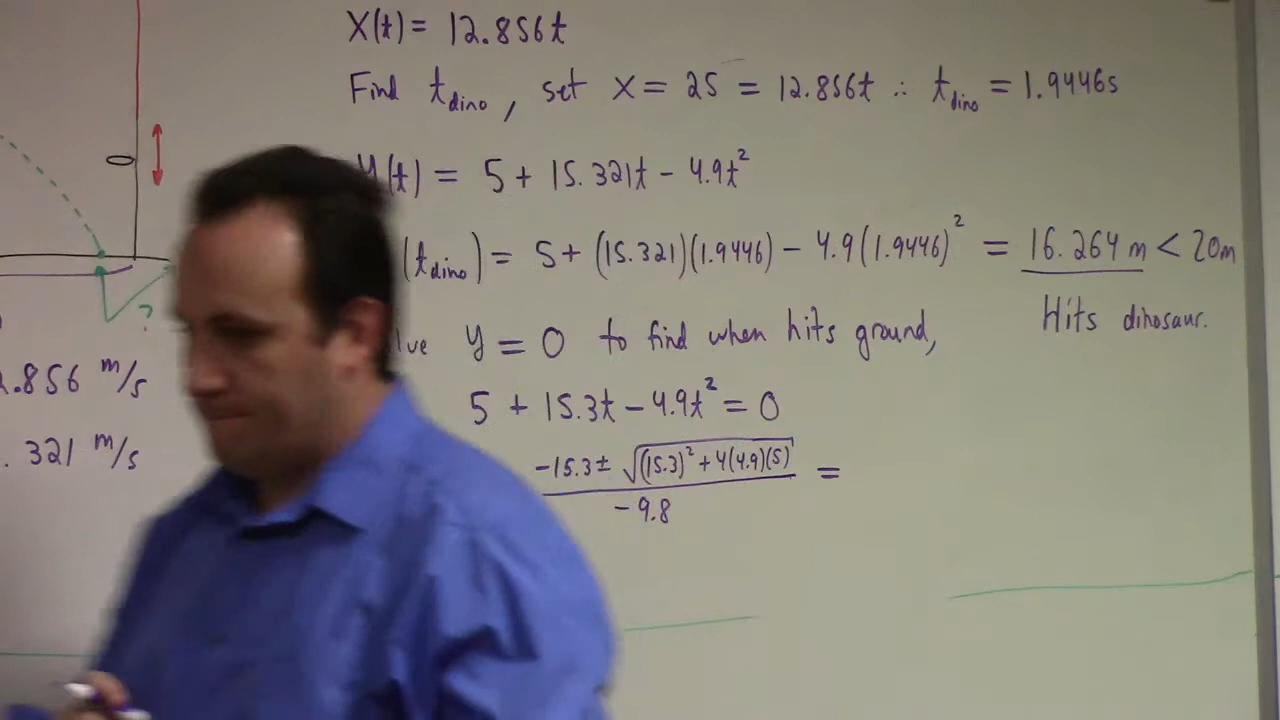 X(t) = 12.856t
Find t_dino, set X = 25 = 12.856t ∴ t_dino = 1.9446s
y(t) = 5 + 15.321t - 4.9t²
(t_dino) = 5 + (15.321)(1.9446) - 4.9(1.9446)² = 16.264 m < 20m
Hits dinosaur.
y = 0 to find when hits ground,
5 + 15.3t - 4.9t² = 0
-15.3 ± √((15.3)² + 4(4.9)(5)) / -9.8 =
?
.856 m/s
. 321 m/s